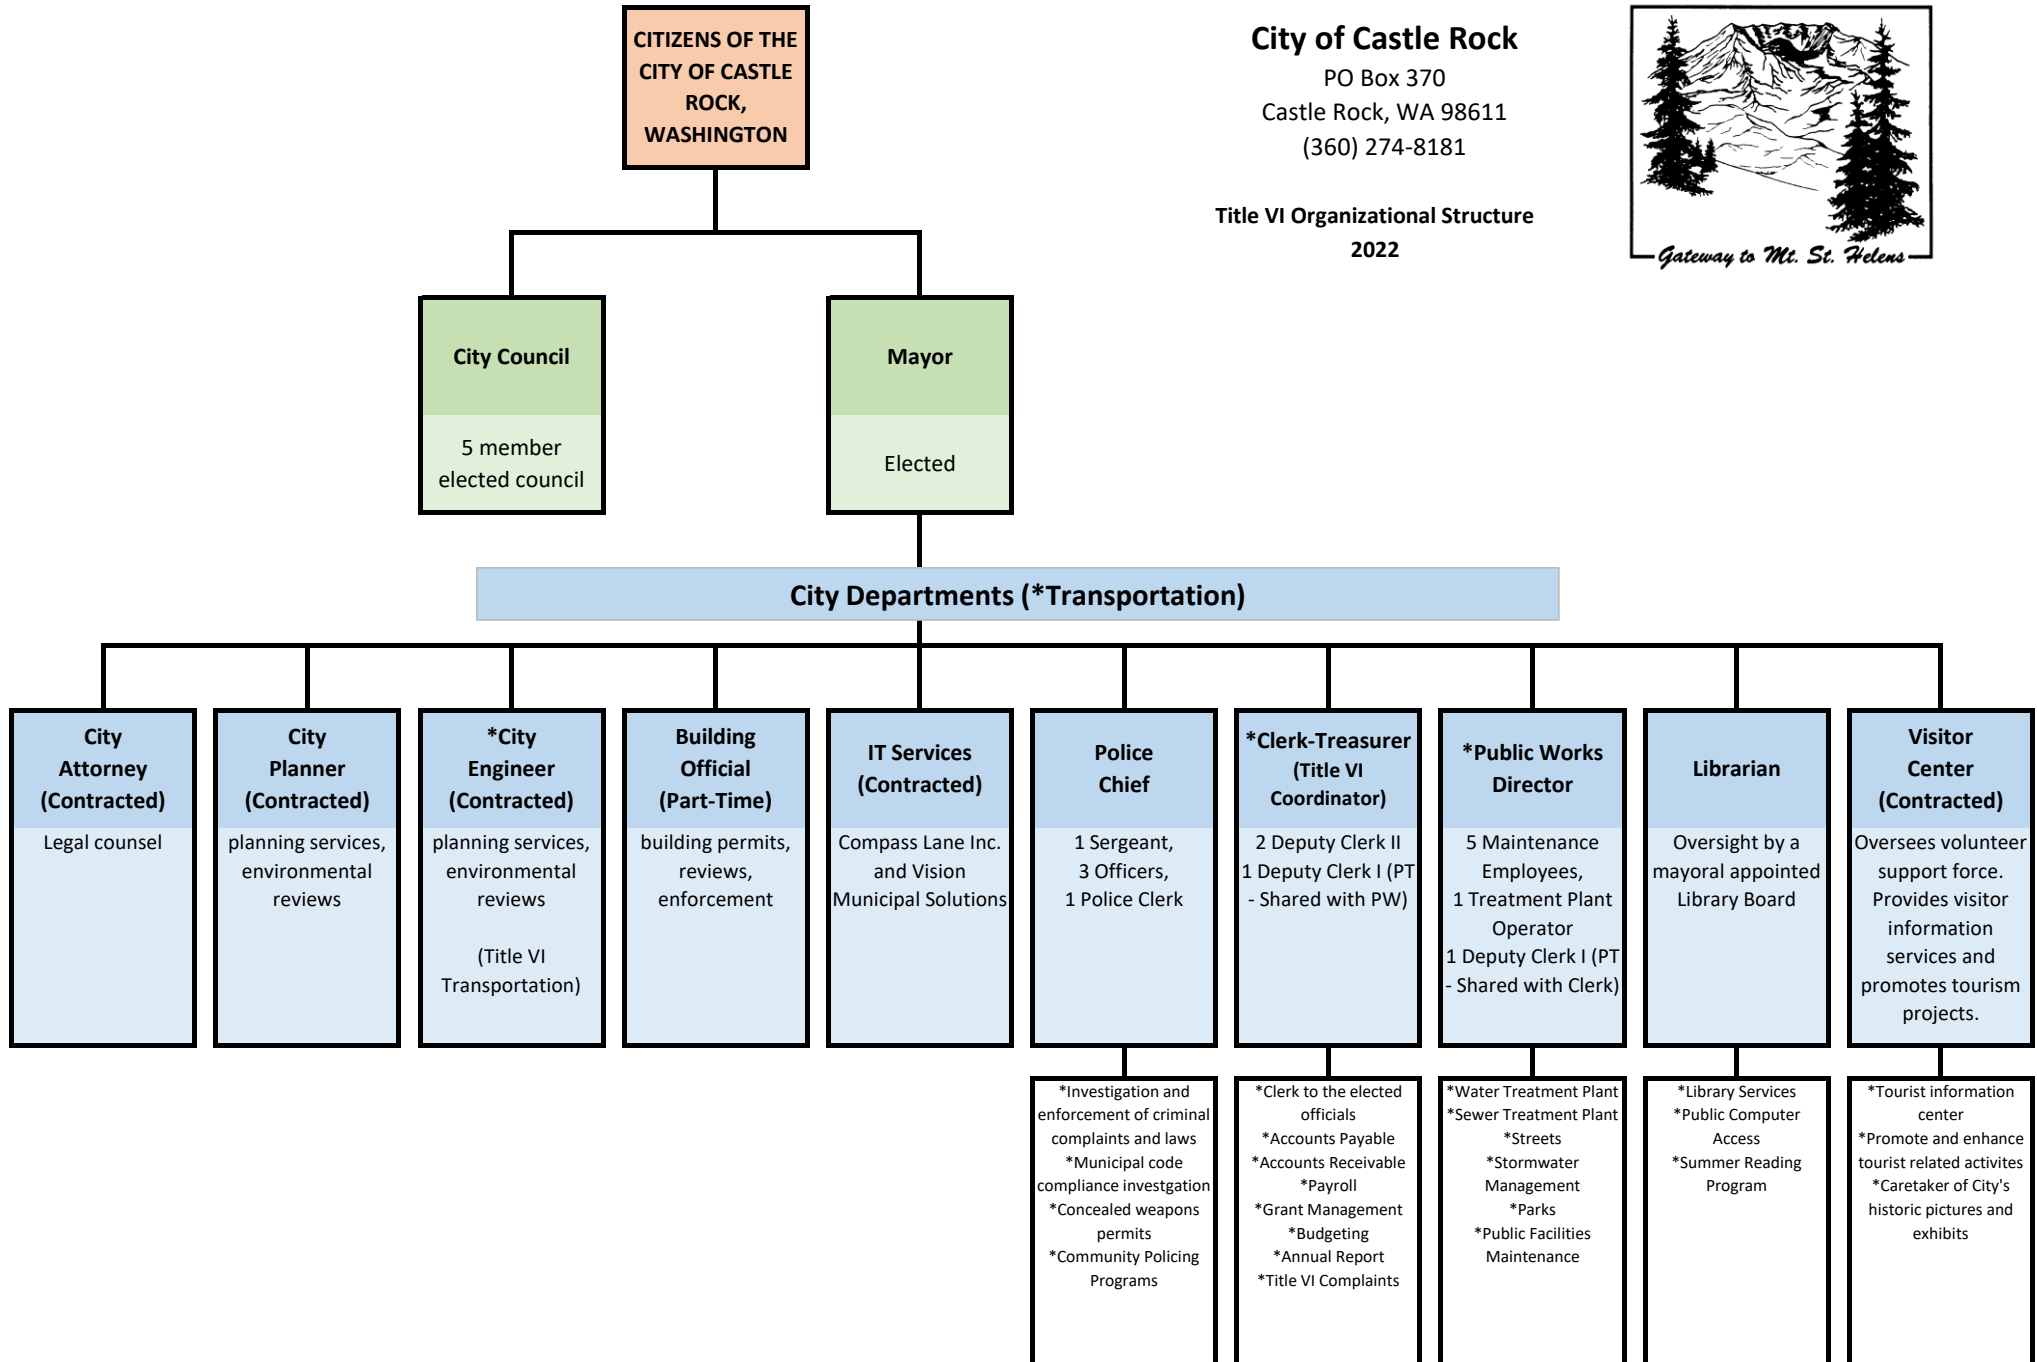 CITIZENS OF THE
CITY OF CASTLE
ROCK,
WASHINGTON
City of Castle Rock
PO Box 370
Castle Rock, WA 98611
(360) 274-8181
Title VI Organizational Structure
2022
Gateway to Mt. St. Helens
City Council
5 member
elected council
Mayor
Elected
City Departments (*Transportation)
City
Attorney
(Contracted)
Legal counsel
City
Planner
(Contracted)
planning services,
environmental
reviews
*City
Engineer
(Contracted)
planning services,
environmental
reviews
(Title VI
Transportation)
Building
Official
(Part-Time)
building permits,
reviews,
enforcement
IT Services
(Contracted)
Compass Lane Inc.
and Vision
Municipal Solutions
Police
Chief
1 Sergeant,
3 Officers,
1 Police Clerk
*Investigation and
enforcement of criminal
complaints and laws
*Municipal code
compliance investgation
*Concealed weapons
permits
*Community Policing
Programs
*Clerk-Treasurer
(Title VI
Coordinator)
2 Deputy Clerk II
1 Deputy Clerk I (PT
- Shared with PW)
*Clerk to the elected
officials
*Accounts Payable
*Accounts Receivable
*Payroll
*Grant Management
*Budgeting
*Annual Report
*Title VI Complaints
*Public Works
Director
5 Maintenance
Employees,
1 Treatment Plant
Operator
1 Deputy Clerk I (PT
- Shared with Clerk)
*Water Treatment Plant
*Sewer Treatment Plant
*Streets
*Stormwater
Management
*Parks
*Public Facilities
Maintenance
Librarian
Oversight by a
mayoral appointed
Library Board
*Library Services
*Public Computer
Access
*Summer Reading
Program
Visitor
Center
(Contracted)
Oversees volunteer
support force.
Provides visitor
information
services and
promotes tourism
projects.
*Tourist information
center
*Promote and enhance
tourist related activites
*Caretaker of City's
historic pictures and
exhibits